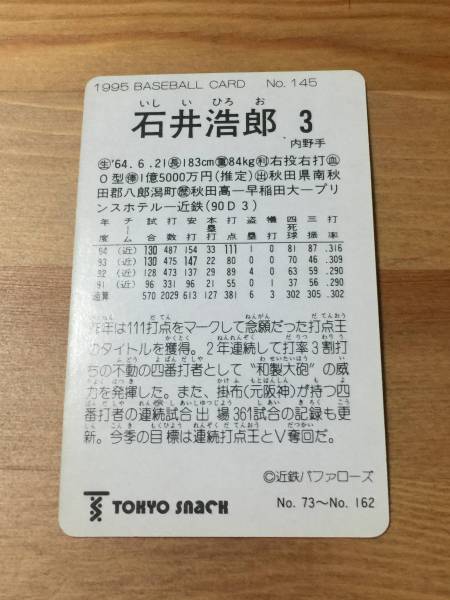 1995 BASEBALL CARD No. 145
いし い ひろ お
石井浩郎 3
内野手
生'64.6.21 長183cm 重84kg 利右投右打 血
O型 俸1億5000万円(推定) 出秋田県南秋
田郡八郎潟町 歴秋田高―早稲田大―プリ
ンスホテル―近鉄(90D3)
年度 チーム 試合 打数 安打 本塁打 打点 盗塁 犠打 四死球 三振 打率
94 (近) 130 487 154 33 111 1 0 81 87 .316
93 (近) 130 475 147 22 80 0 0 70 46 .309
92 (近) 128 473 137 29 89 4 0 63 59 .290
91 (近) 96 331 96 21 55 0 1 37 56 .290
通算 570 2029 613 127 381 6 3 302 305 .302
昨年は111打点をマークして念願だった打点王
のタイトルを獲得。2年連続して打率3割打
ちの不動の四番打者として"和製大砲"の威
力を発揮した。また、掛布(元阪神)が持つ四
番打者の連続試合出場361試合の記録も更
新。今季の目標は連続打点王とV奪回だ。
©近鉄バファローズ
TOKYO SNACK No. 73～No. 162